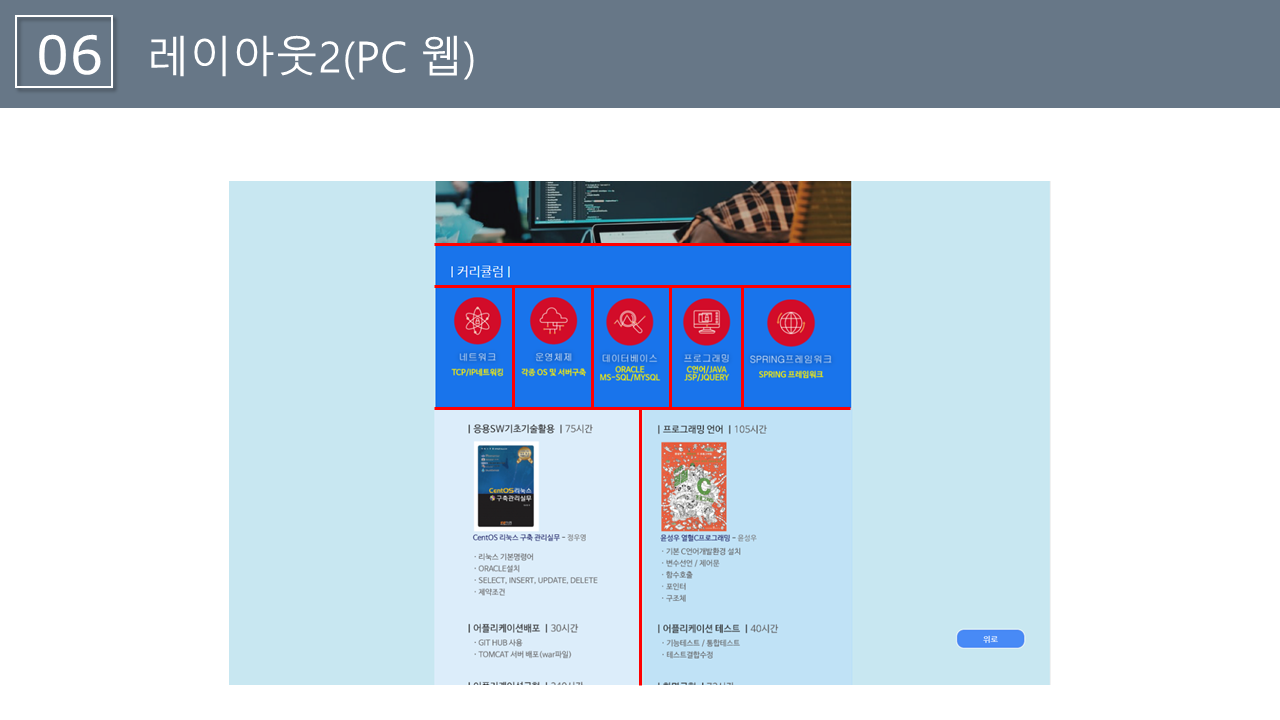 06 레이아웃2(PC 웹)
| 커리큘럼 |
네트워크
TCP/IP네트워킹
운영체제
각종 OS 및 서버구축
데이터베이스
ORACLE
MS-SQL/MYSQL
프로그래밍
C언어/JAVA
JSP/JQUERY
SPRING프레임워크
SPRING 프레임워크
| 응용SW기초기술활용 | 75시간
CentOS 리눅스
구축관리실무
CentOS 리눅스 구축 관리실무 - 정우영
· 리눅스 기본명령어
· ORACLE설치
· SELECT, INSERT, UPDATE, DELETE
· 제약조건
| 어플리케이션배포 | 30시간
· GIT HUB 사용
· TOMCAT 서버 배포(war파일)
| 프로그래밍 언어 | 105시간
C
윤성우 열혈C프로그래밍 - 윤성우
· 기본 C언어개발환경 설치
· 변수선언 / 제어문
· 함수호출
· 포인터
· 구조체
| 어플리케이션 테스트 | 40시간
· 기능테스트 / 통합테스트
· 테스트결함수정
위로